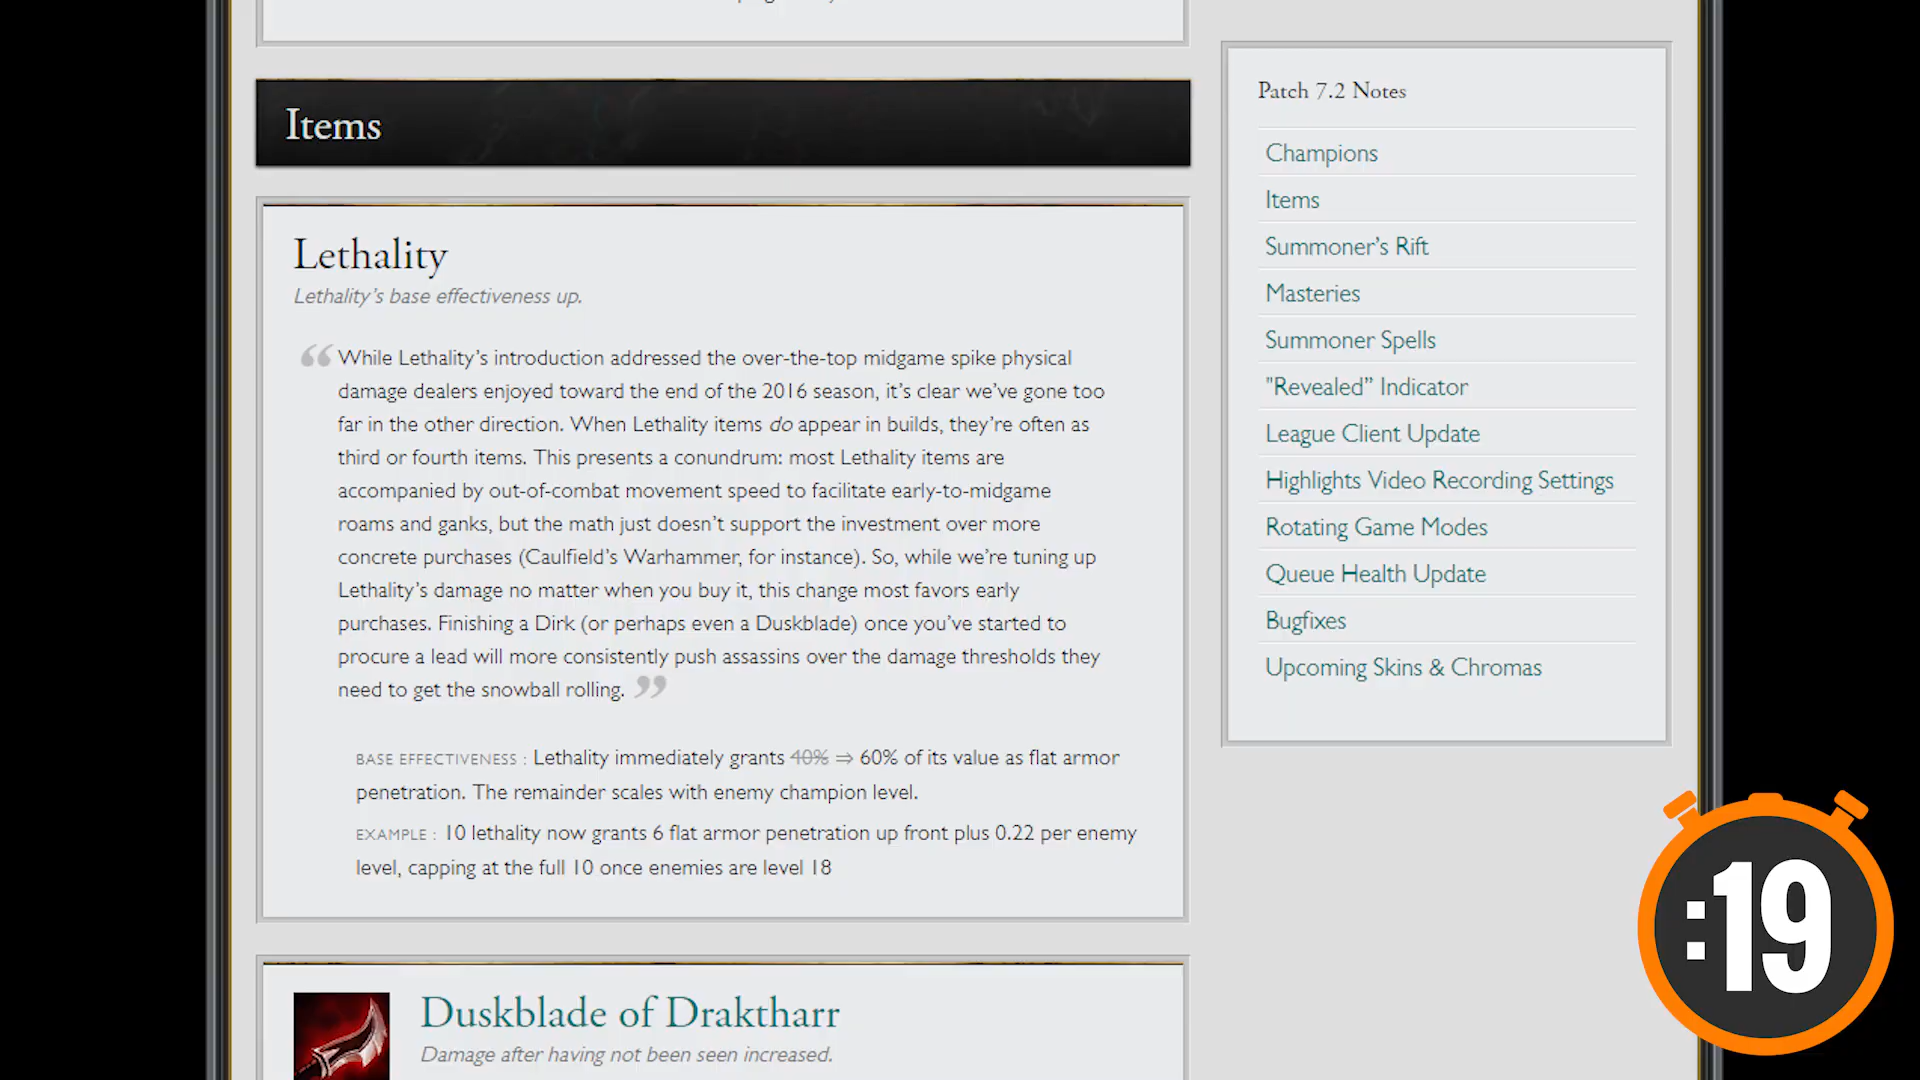 Items
Lethality
Lethality's base effectiveness up.
“ While Lethality's introduction addressed the over-the-top midgame spike physical
damage dealers enjoyed toward the end of the 2016 season, it's clear we've gone too
far in the other direction. When Lethality items do appear in builds, they're often as
third or fourth items. This presents a conundrum: most Lethality items are
accompanied by out-of-combat movement speed to facilitate early-to-midgame
roams and ganks, but the math just doesn't support the investment over more
concrete purchases (Caulfield's Warhammer, for instance). So, while we're tuning up
Lethality's damage no matter when you buy it, this change most favors early
purchases. Finishing a Dirk (or perhaps even a Duskblade) once you've started to
procure a lead will more consistently push assassins over the damage thresholds they
need to get the snowball rolling. ”
BASE EFFECTIVENESS : Lethality immediately grants 40% ⇒ 60% of its value as flat armor
penetration. The remainder scales with enemy champion level.
EXAMPLE : 10 lethality now grants 6 flat armor penetration up front plus 0.22 per enemy
level, capping at the full 10 once enemies are level 18
Duskblade of Draktharr
Damage after having not been seen increased.
Patch 7.2 Notes
Champions
Items
Summoner's Rift
Masteries
Summoner Spells
"Revealed” Indicator
League Client Update
Highlights Video Recording Settings
Rotating Game Modes
Queue Health Update
Bugfixes
Upcoming Skins & Chromas
:19